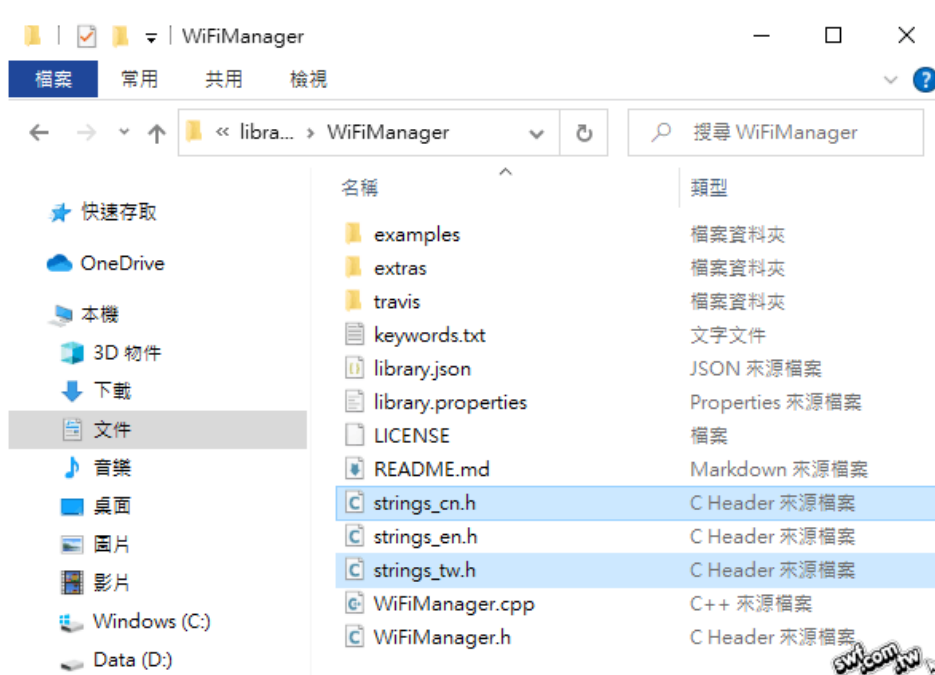 WiFiManager
檔案 常用 共用 檢視 ?
« libra... › WiFiManager 搜尋 WiFiManager
名稱 類型
快速存取
OneDrive
本機
3D 物件
下載
文件
音樂
桌面
圖片
影片
Windows (C:)
Data (D:)
examples 檔案資料夾
extras 檔案資料夾
travis 檔案資料夾
keywords.txt 文字文件
library.json JSON 來源檔案
library.properties Properties 來源檔案
LICENSE 檔案
README.md Markdown 來源檔案
strings_cn.h C Header 來源檔案
strings_en.h C Header 來源檔案
strings_tw.h C Header 來源檔案
WiFiManager.cpp C++ 來源檔案
WiFiManager.h C Header 來源檔案
swf.com.tw